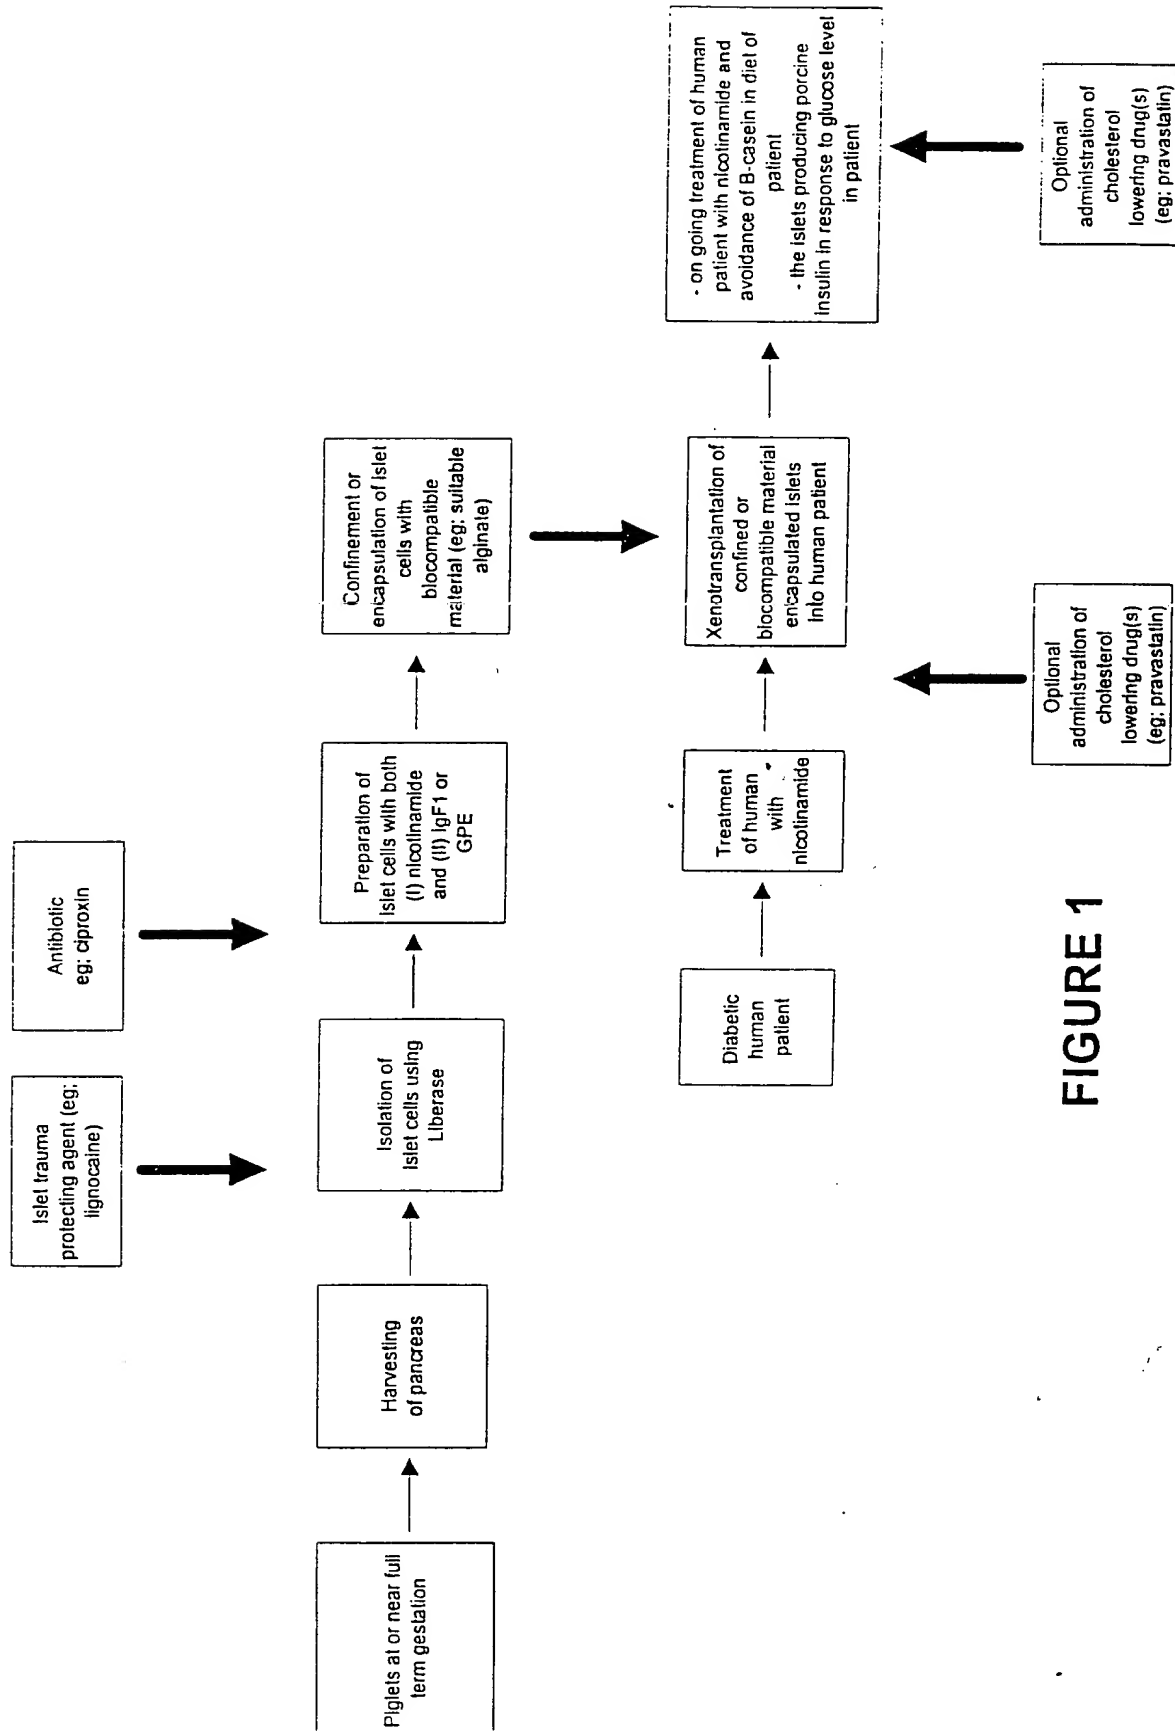 Islet trauma
protecting agent (eg;
lignocaine)
Antibiotic
eg; ciproxin
Piglets at or near full
term gestation
Harvesting
of pancreas
Isolation of
Islet cells using
Liberase
Preparation of
Islet cells with both
(I) nicotinamide
and (II) IgF1 or
GPE
Confinement or
encapsulation of islet
cells with
biocompatible
material (eg; suitable
alginate)
Diabetic
human
patient
Treatment
of human
with
nicotinamide
Xenotransplantation of
confined or
biocompatible material
encapsulated islets
Into human patient
- on going treatment of human
patient with nicotinamide and
avoidance of B-casein in diet of
patient
- the islets producing porcine
Insulin in response to glucose level
in patient
Optional
administration of
cholesterol
lowering drug(s)
(eg; pravastatin)
Optional
administration of
cholesterol
lowering drug(s)
(eg; pravastatin)
FIGURE 1